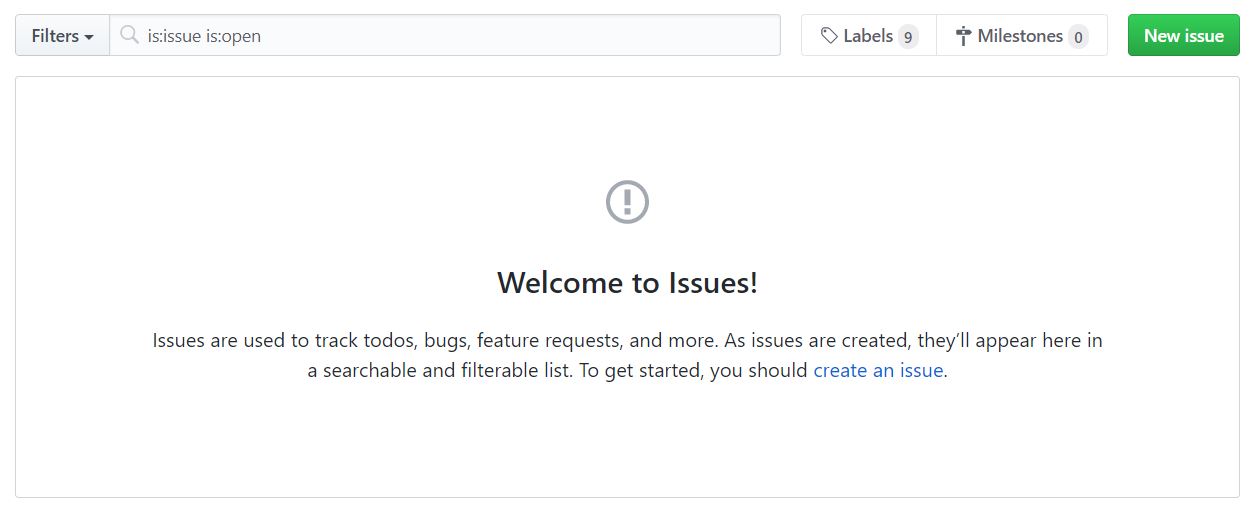 Filters is:issue is:open Labels 9 Milestones 0 New issue
Welcome to Issues!
Issues are used to track todos, bugs, feature requests, and more. As issues are created, they’ll appear here in
a searchable and filterable list. To get started, you should create an issue.